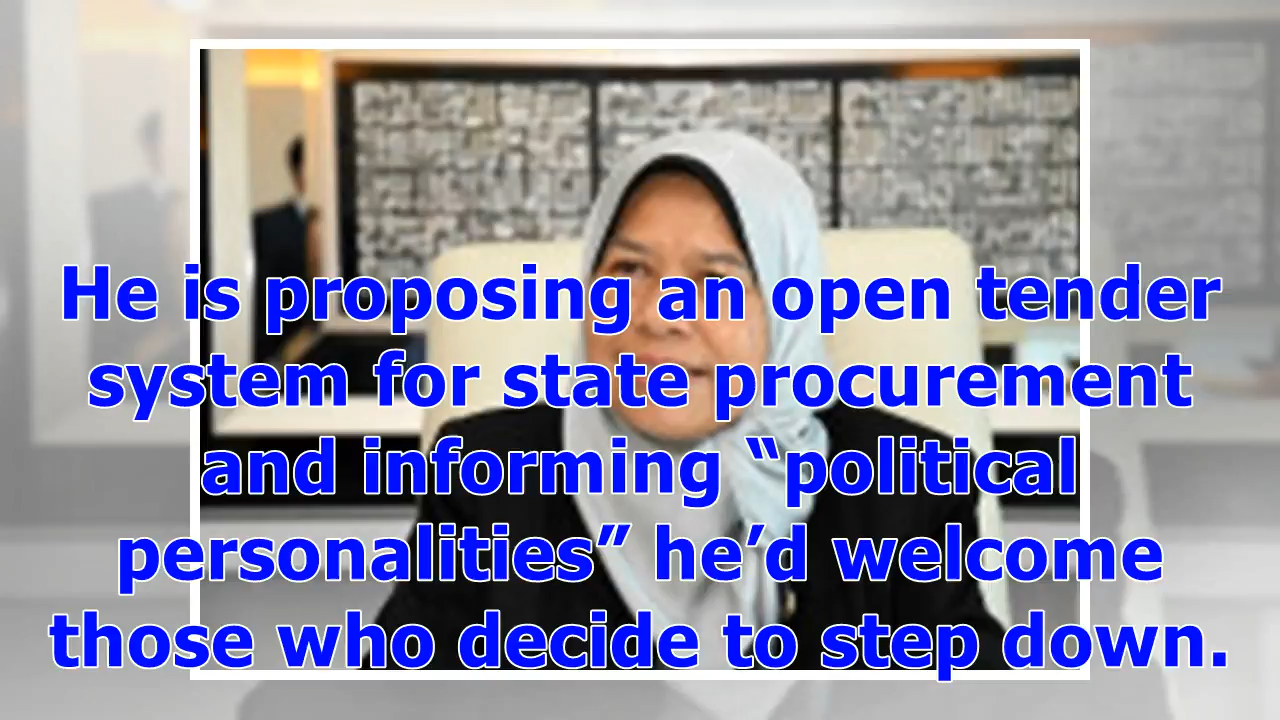 He is proposing an open tender
system for state procurement
and informing “political
personalities” he’d welcome
those who decide to step down.